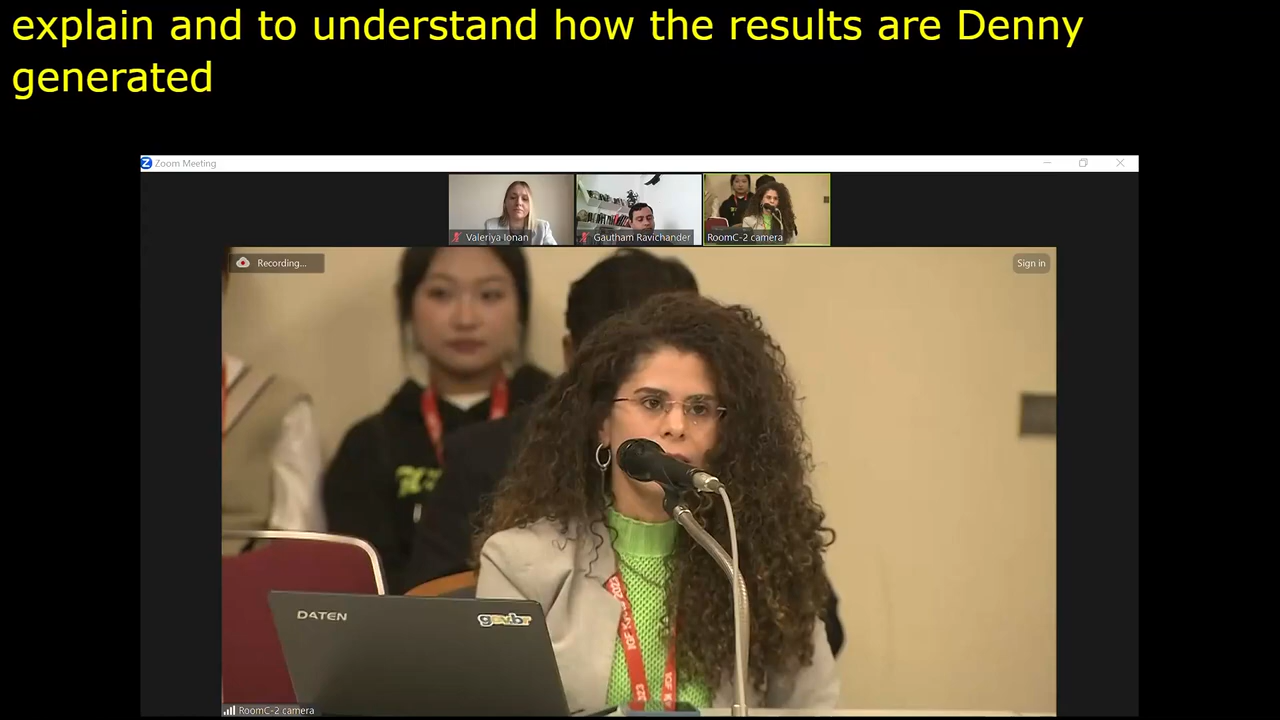 explain and to understand how the results are Denny
generated
Zoom Meeting
Valeriya Ionan
Gautham Ravichander
RoomC-2 camera
Recording...
Sign in
DATEN
govbr
RoomC-2 camera